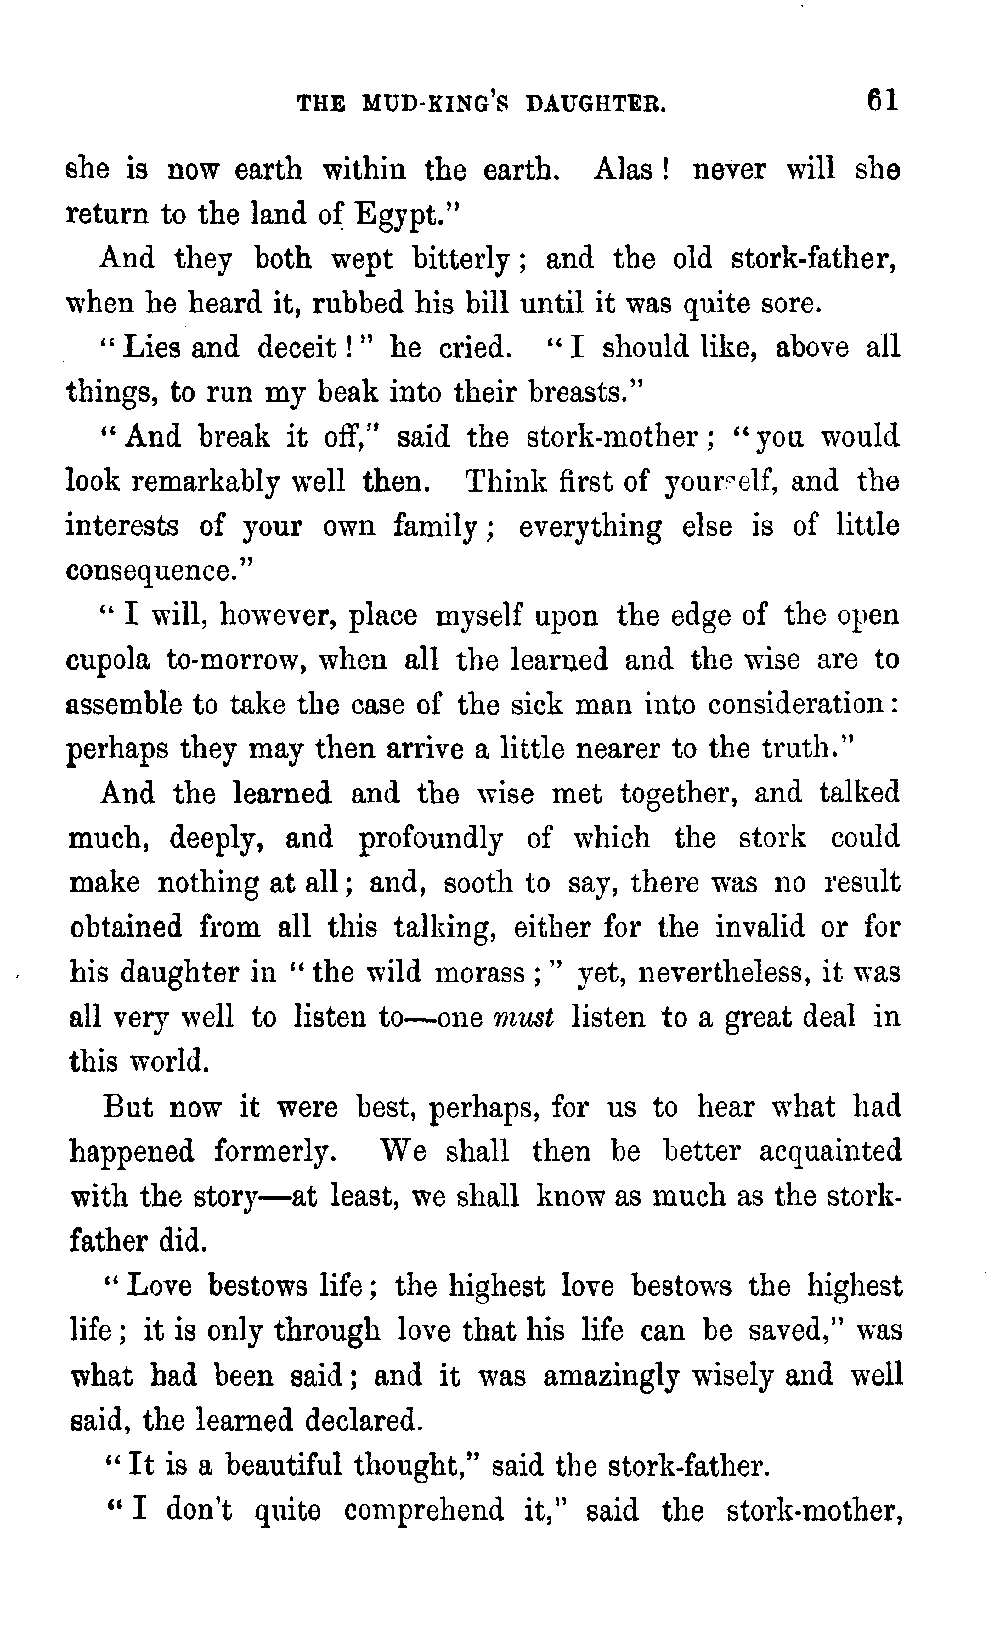 THE MUD-KING'S DAUGHTER. 61
she is now earth within the earth. Alas! never will she
return to the land of Egypt."
And they both wept bitterly; and the old stork-father,
when he heard it, rubbed his bill until it was quite sore.
"Lies and deceit!" he cried. "I should like, above all
things, to run my beak into their breasts."
"And break it off," said the stork-mother; "you would
look remarkably well then. Think first of yourself, and the
interests of your own family; everything else is of little
consequence."
"I will, however, place myself upon the edge of the open
cupola to-morrow, when all the learned and the wise are to
assemble to take the case of the sick man into consideration:
perhaps they may then arrive a little nearer to the truth."
And the learned and the wise met together, and talked
much, deeply, and profoundly of which the stork could
make nothing at all; and, sooth to say, there was no result
obtained from all this talking, either for the invalid or for
his daughter in "the wild morass;" yet, nevertheless, it was
all very well to listen to—one must listen to a great deal in
this world.
But now it were best, perhaps, for us to hear what had
happened formerly. We shall then be better acquainted
with the story—at least, we shall know as much as the stork-
father did.
"Love bestows life; the highest love bestows the highest
life; it is only through love that his life can be saved," was
what had been said; and it was amazingly wisely and well
said, the learned declared.
"It is a beautiful thought," said the stork-father.
"I don't quite comprehend it," said the stork-mother,